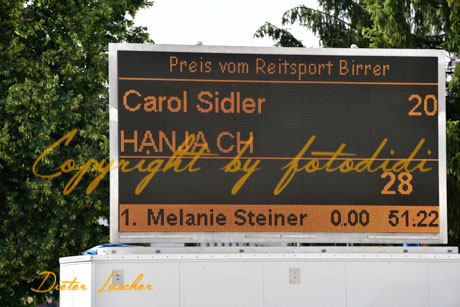 Preis vom Reitsport Birrer
Carol Sidler 20
HANJA CH
Copyright by fotodidi
28
1. Melanie Steiner 0.00 51:22
Dieter Lüscher